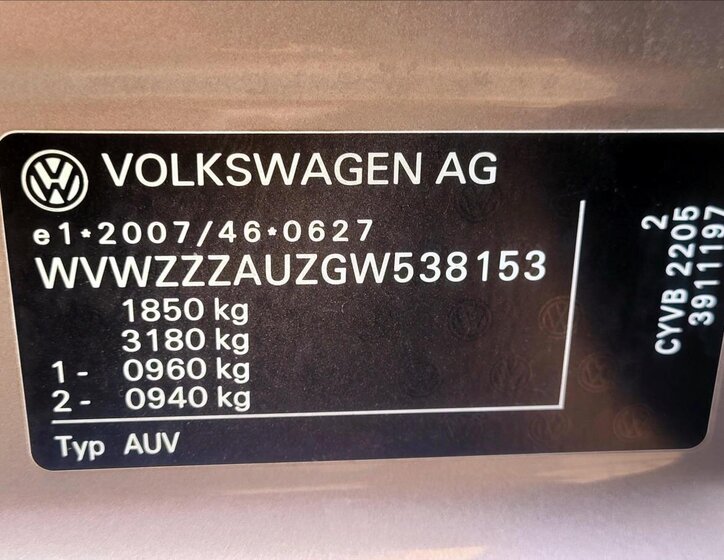 VOLKSWAGEN AG
e1*2007/46*0627
WVWZZZAUZGW538153
1850 kg
3180 kg
1 - 0960 kg
2 - 0940 kg
Typ AUV
2
CYVB 2205
3911197